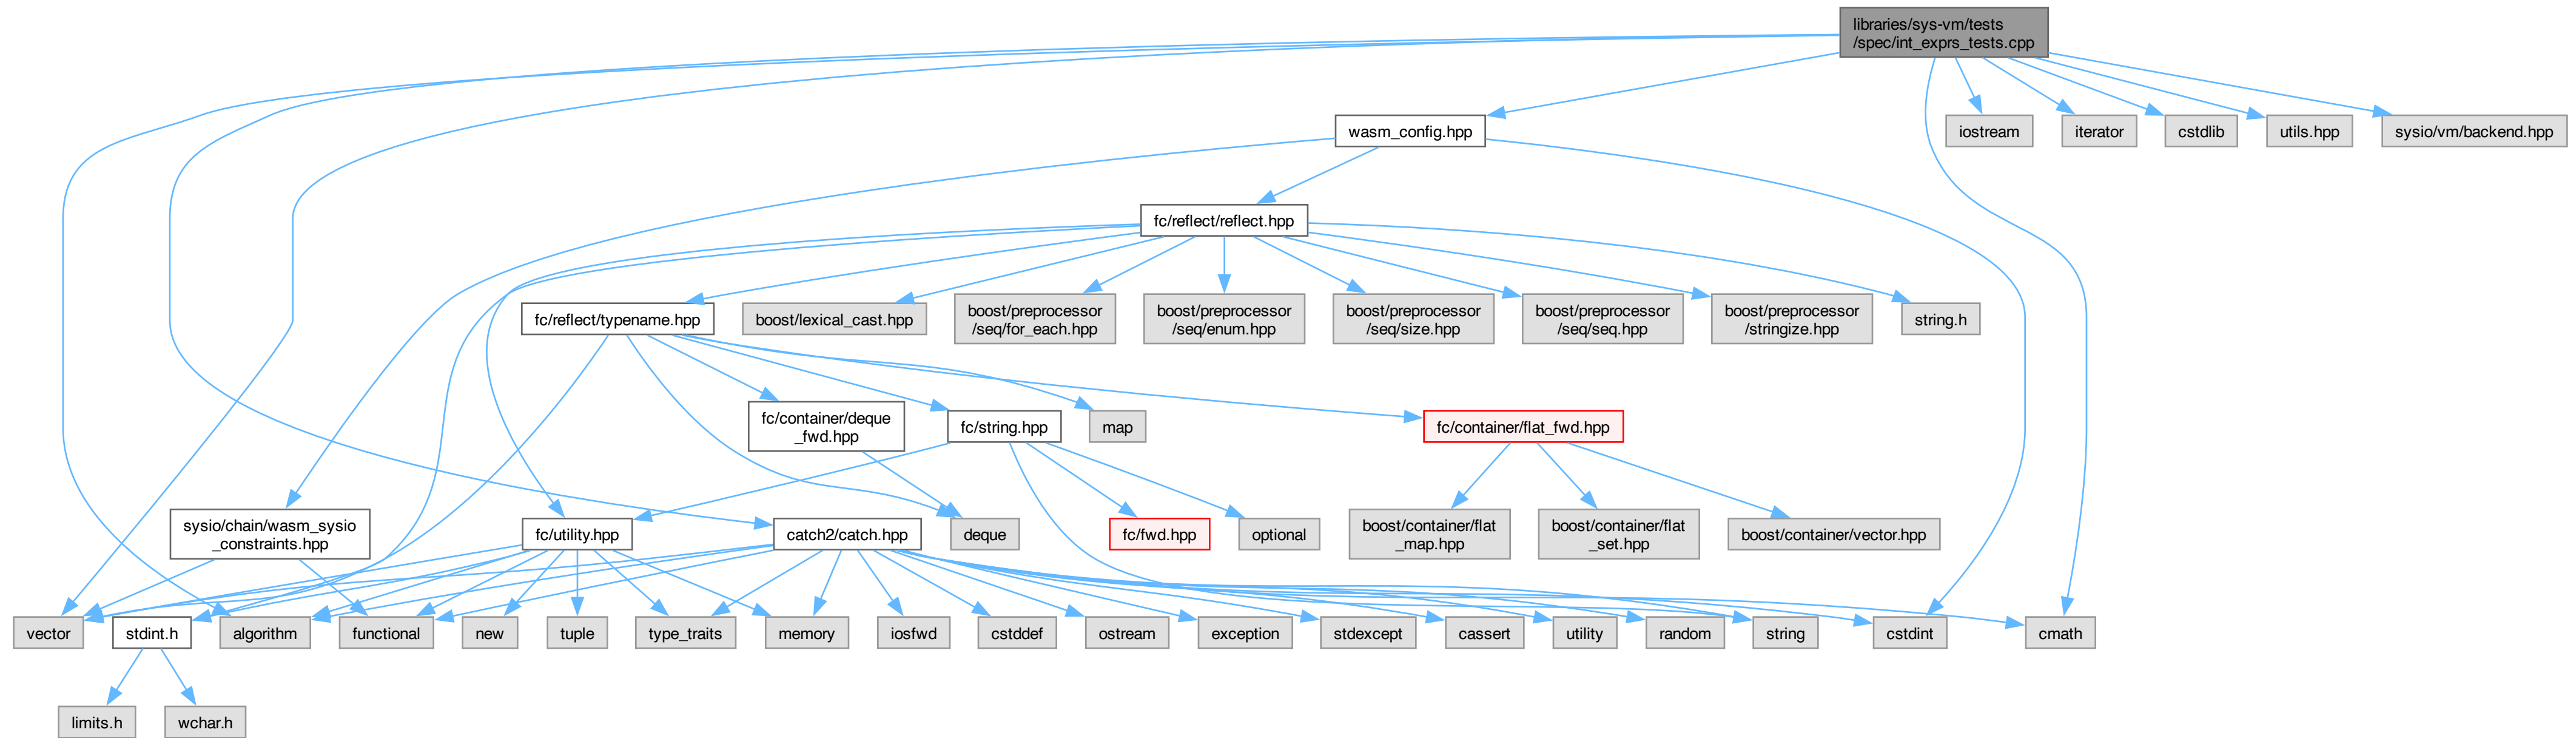 libraries/sys-vm/tests
/spec/int_exprs_tests.cpp
wasm_config.hpp
iostream
iterator
cstdlib
utils.hpp
sysio/vm/backend.hpp
fc/reflect/reflect.hpp
fc/reflect/typename.hpp
boost/lexical_cast.hpp
boost/preprocessor
/seq/for_each.hpp
boost/preprocessor
/seq/enum.hpp
boost/preprocessor
/seq/size.hpp
boost/preprocessor
/seq/seq.hpp
boost/preprocessor
/stringize.hpp
string.h
fc/container/deque
_fwd.hpp
fc/string.hpp
map
fc/container/flat_fwd.hpp
sysio/chain/wasm_sysio
_constraints.hpp
fc/utility.hpp
catch2/catch.hpp
deque
fc/fwd.hpp
optional
boost/container/flat
_map.hpp
boost/container/flat
_set.hpp
boost/container/vector.hpp
vector
stdint.h
algorithm
functional
new
tuple
type_traits
memory
iosfwd
cstddef
ostream
exception
stdexcept
cassert
utility
random
string
cstdint
cmath
limits.h
wchar.h